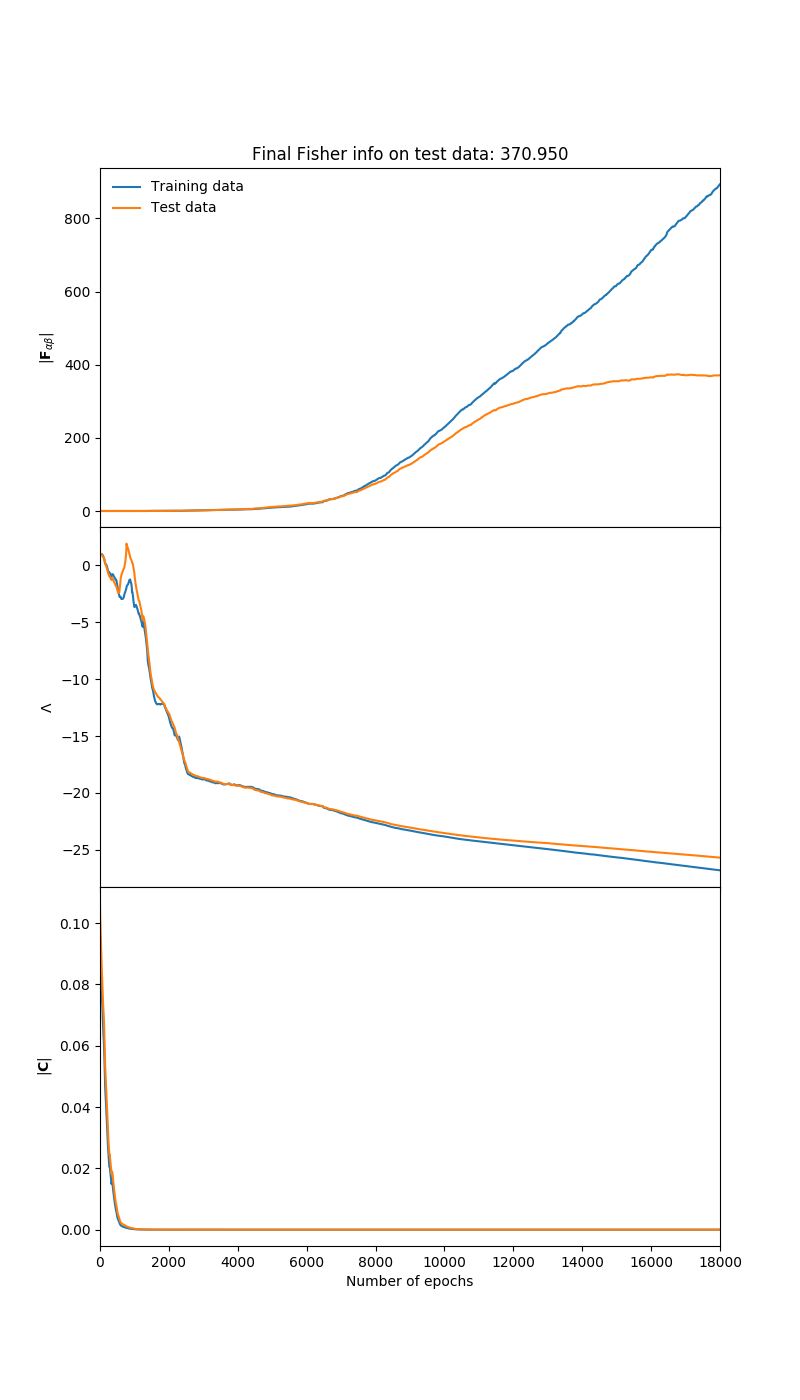 Final Fisher info on test data: 370.950
Training data
Test data
800
600
400
200
0
|F_{αβ}|
0
−5
−10
−15
−20
−25
Λ
0.10
0.08
0.06
0.04
0.02
0.00
|C|
0 2000 4000 6000 8000 10000 12000 14000 16000 18000
Number of epochs